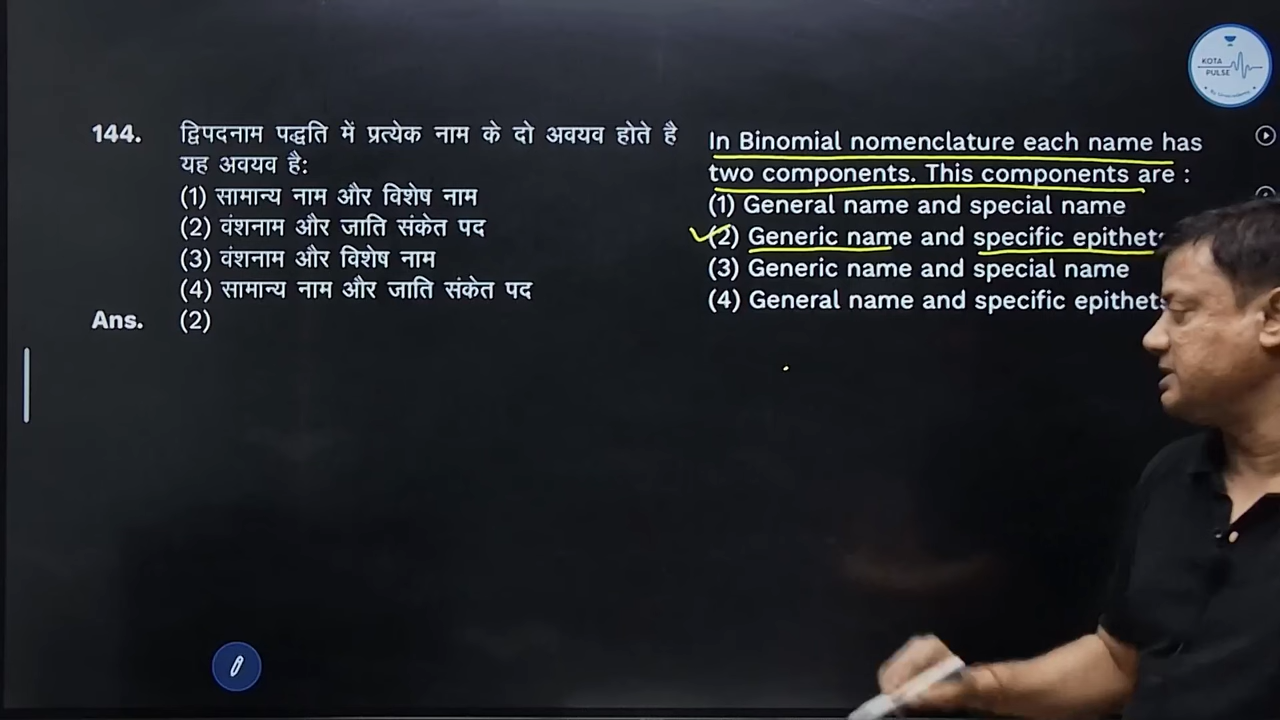 144.
द्विपदनाम पद्धति में प्रत्येक नाम के दो अवयव होते है
यह अवयव है:
(1) सामान्य नाम और विशेष नाम
(2) वंशनाम और जाति संकेत पद
(3) वंशनाम और विशेष नाम
(4) सामान्य नाम और जाति संकेत पद
Ans. (2)
In Binomial nomenclature each name has
two components. This components are :
(1) General name and special name
(2) Generic name and specific epithets
(3) Generic name and special name
(4) General name and specific epithets
KOTA
PULSE